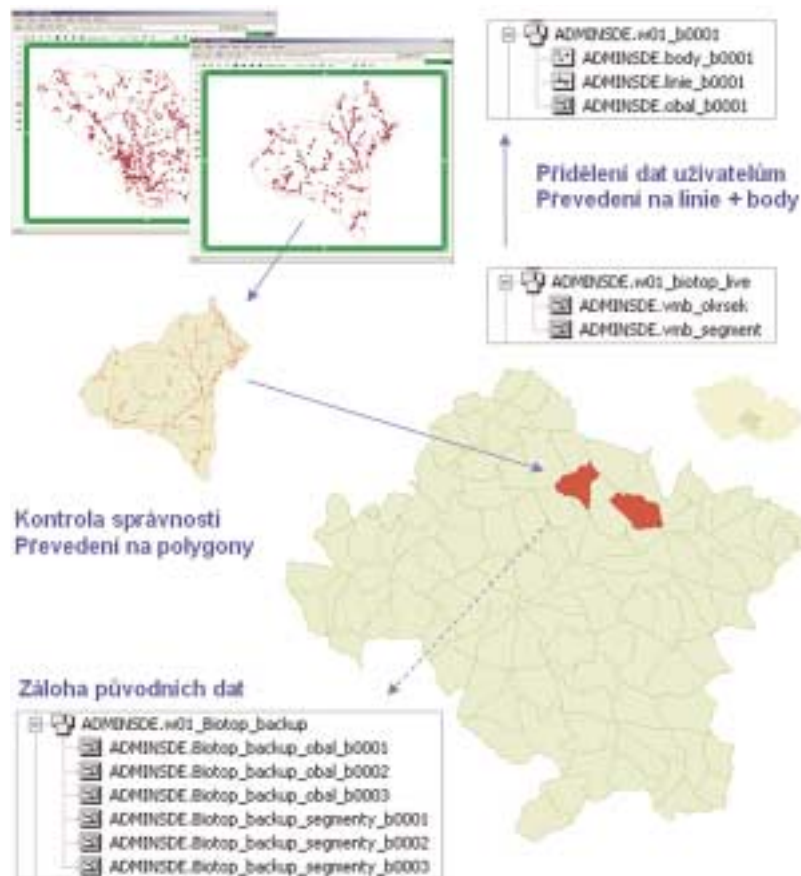 ADMINSDE.w01_b0001
ADMINSDE.body_b0001
ADMINSDE.linie_b0001
ADMINSDE.obal_b0001
Přidělení dat uživatelům
Převedení na linie + body
ADMINSDE.w01_biotop_live
ADMINSDE.vmb_okrsek
ADMINSDE.vmb_segment
Kontrola správnosti
Převedení na polygony
Záloha původních dat
ADMINSDE.w01_Biotop_backup
ADMINSDE.Biotop_backup_obal_b0001
ADMINSDE.Biotop_backup_obal_b0002
ADMINSDE.Biotop_backup_obal_b0003
ADMINSDE.Biotop_backup_segmenty_b0001
ADMINSDE.Biotop_backup_segmenty_b0002
ADMINSDE.Biotop_backup_segmenty_b0003